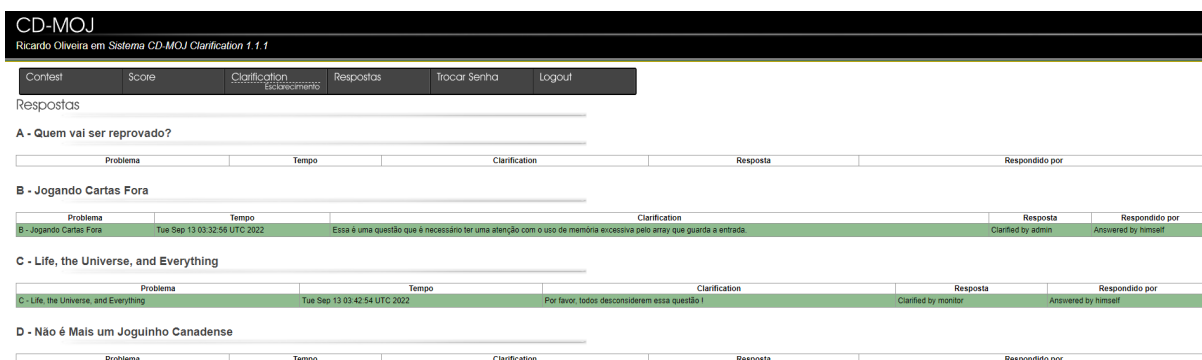 CD-MOJ
Ricardo Oliveira em Sistema CD-MOJ Clarification 1.1.1
Contest Score Clarification Respostas Trocar Senha Logout
Esclarecimento
Respostas
A - Quem vai ser reprovado?
Problema Tempo Clarification Resposta Respondido por
B - Jogando Cartas Fora
Problema Tempo Clarification Resposta Respondido por
B - Jogando Cartas Fora Tue Sep 13 03:32:56 UTC 2022 Essa é uma questão que é necessário ter uma atenção com o uso de memória excessiva pelo array que guarda a entrada. Clarified by admin Answered by himself
C - Life, the Universe, and Everything
Problema Tempo Clarification Resposta Respondido por
C - Life, the Universe, and Everything Tue Sep 13 03:42:54 UTC 2022 Por favor, todos desconsiderem essa questão ! Clarified by monitor Answered by himself
D - Não é Mais um Joguinho Canadense
Problema Tempo Clarification Resposta Respondido por